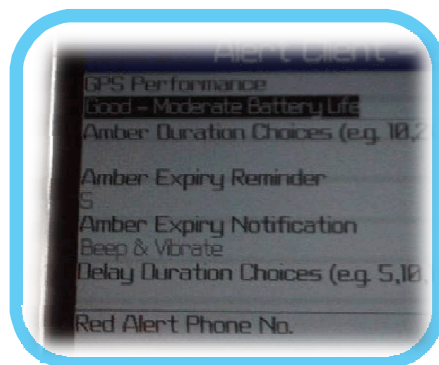 Alert Client -
GPS Performance
Good - Moderate Battery Life
Amber Duration Choices (e.g. 10,2
Amber Expiry Reminder
5
Amber Expiry Notification
Beep & Vibrate
Delay Duration Choices (e.g. 5,10,
Red Alert Phone No.